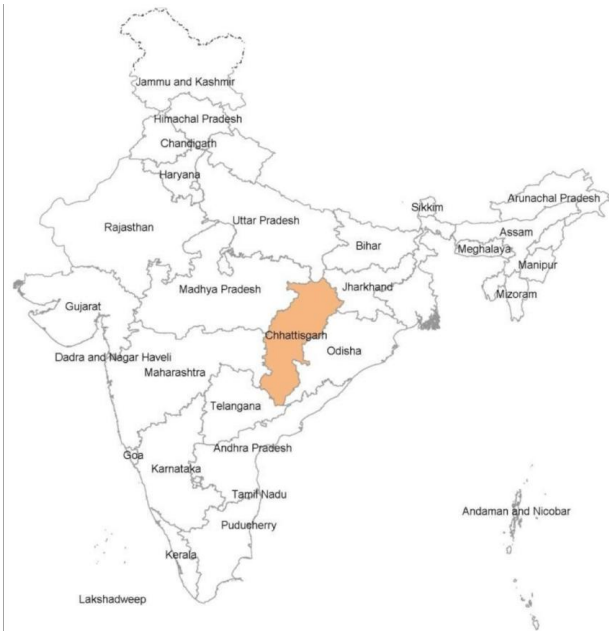 Jammu and Kashmir
Himachal Pradesh
Chandigarh
Haryana
Rajasthan
Uttar Pradesh
Sikkim
Arunachal Pradesh
Assam
Bihar
Meghalaya
Manipur
Madhya Pradesh
Jharkhand
Mizoram
Gujarat
Chhattisgarh
Odisha
Dadra and Nagar Haveli
Maharashtra
Telangana
Andhra Pradesh
Goa
Karnataka
Tamil Nadu
Andaman and Nicobar
Puducherry
Kerala
Lakshadweep